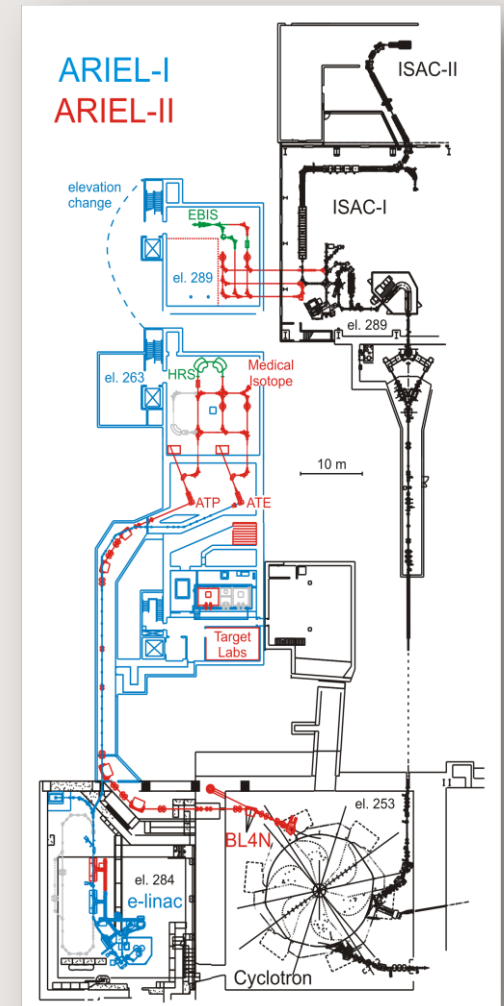 ARIEL-I
ARIEL-II
ISAC-II
elevation
change
ISAC-I
EBIS
el. 289
el. 289
el. 263
HRS
Medical
Isotope
10 m
ATP
ATE
Target
Labs
el. 253
BL4N
el. 284
e-linac
Cyclotron